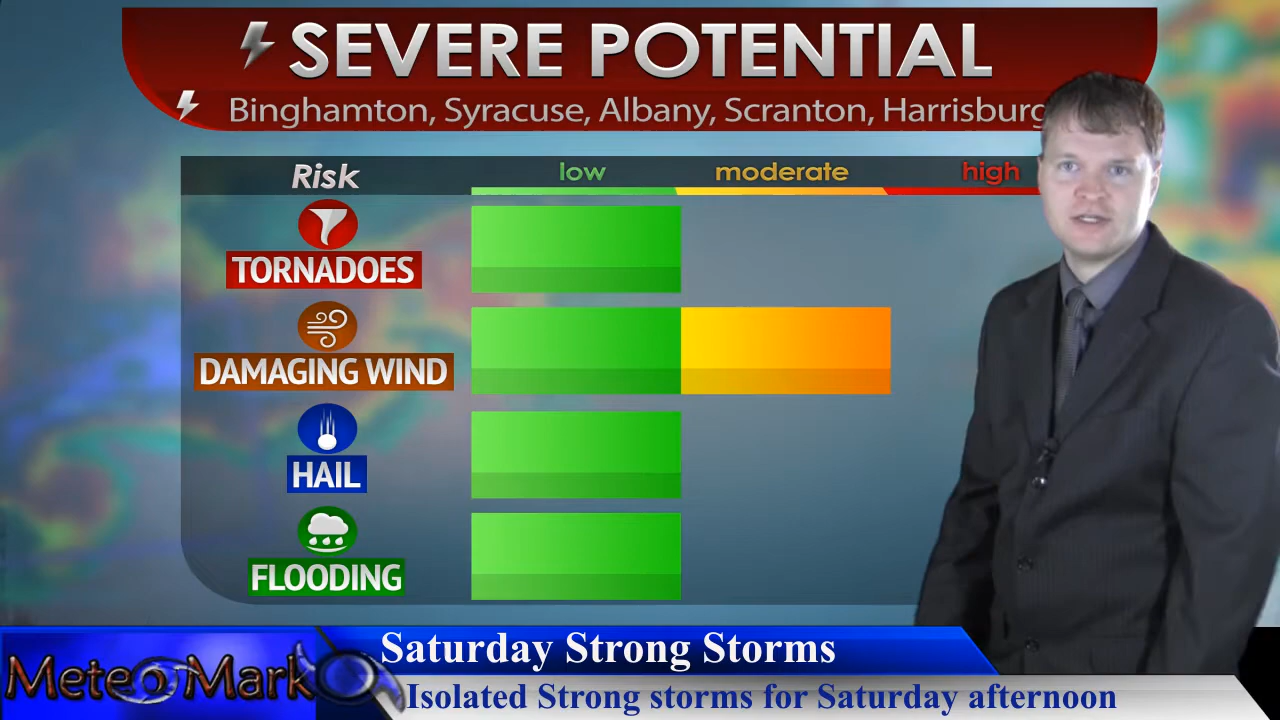 SEVERE POTENTIAL
Binghamton, Syracuse, Albany, Scranton, Harrisburg
Risk low moderate high
TORNADOES
DAMAGING WIND
HAIL
FLOODING
Saturday Strong Storms
MeteoMark
Isolated Strong storms for Saturday afternoon